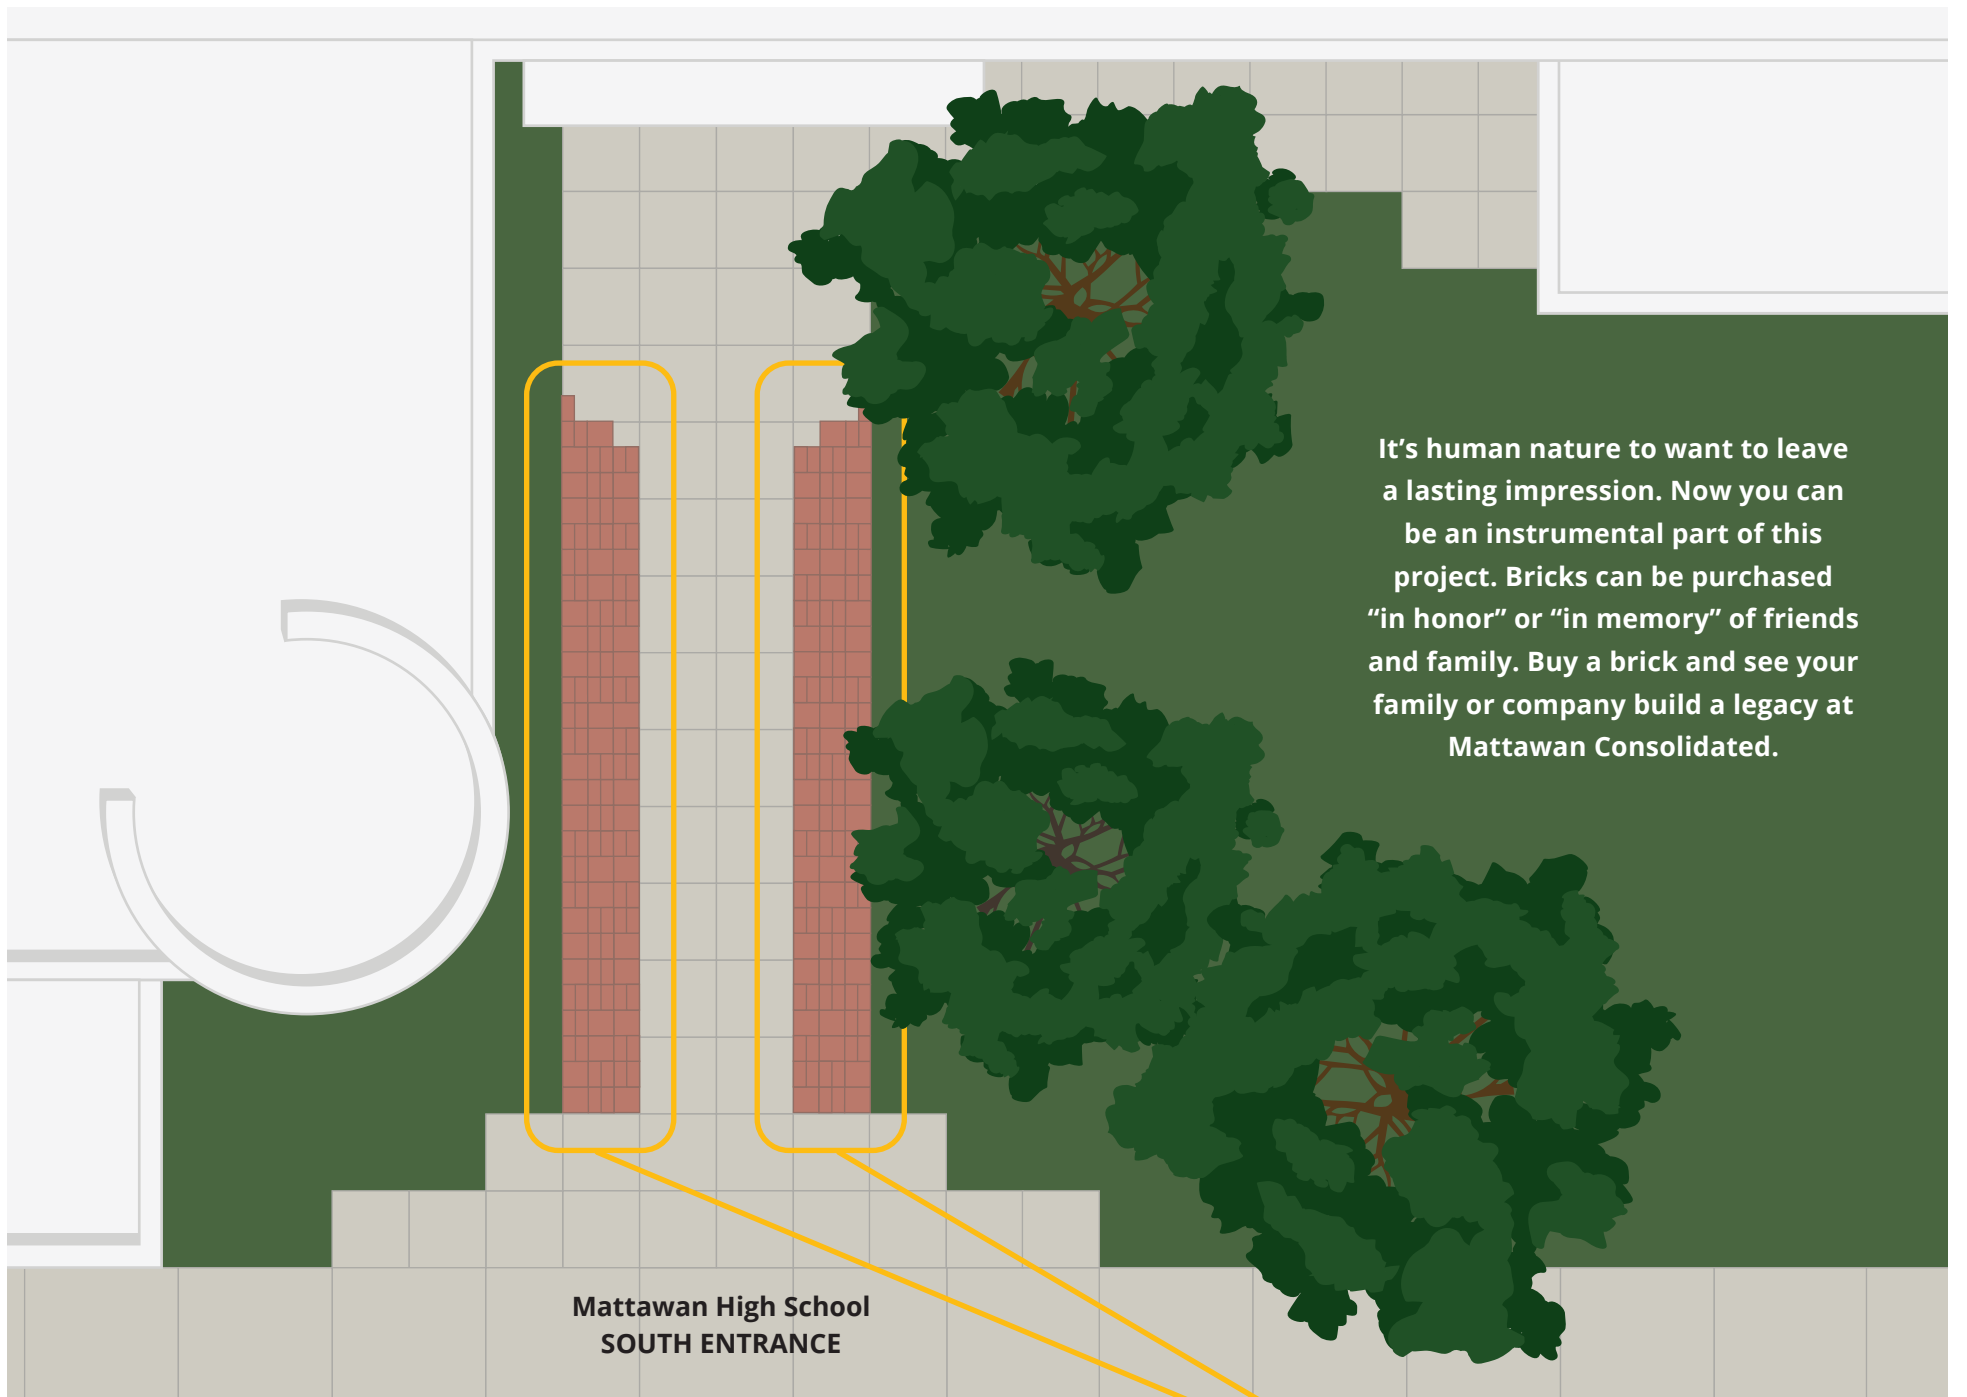 It’s human nature to want to leave
a lasting impression. Now you can
be an instrumental part of this
project. Bricks can be purchased
“in honor” or “in memory” of friends
and family. Buy a brick and see your
family or company build a legacy at
Mattawan Consolidated.
Mattawan High School
SOUTH ENTRANCE